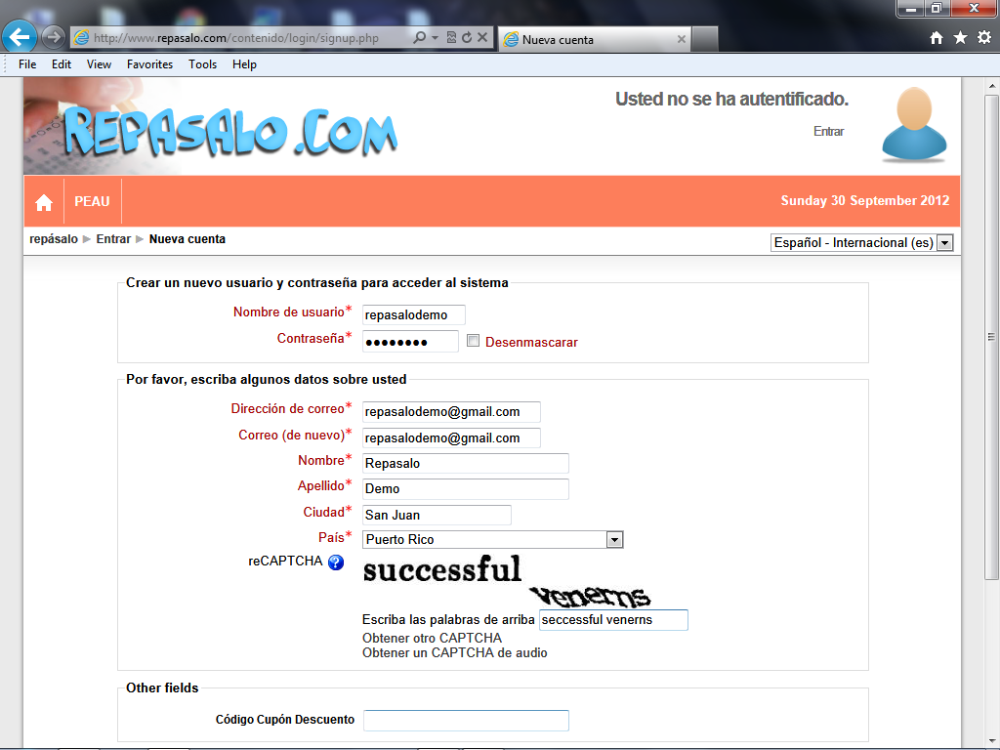 http://www.repasalo.com/contenido/login/signup.php
Nueva cuenta
File Edit View Favorites Tools Help
REPASALO.COM
Usted no se ha autentificado.
Entrar
PEAU
Sunday 30 September 2012
repásalo ► Entrar ► Nueva cuenta
Español - Internacional (es)
Crear un nuevo usuario y contraseña para acceder al sistema
Nombre de usuario* repasalodemo
Contraseña* ●●●●●●●● Desenmascarar
Por favor, escriba algunos datos sobre usted
Dirección de correo* repasalodemo@gmail.com
Correo (de nuevo)* repasalodemo@gmail.com
Nombre* Repasalo
Apellido* Demo
Ciudad* San Juan
País* Puerto Rico
reCAPTCHA ?
successful
venerns
Escriba las palabras de arriba seccessful venerns
Obtener otro CAPTCHA
Obtener un CAPTCHA de audio
Other fields
Código Cupón Descuento